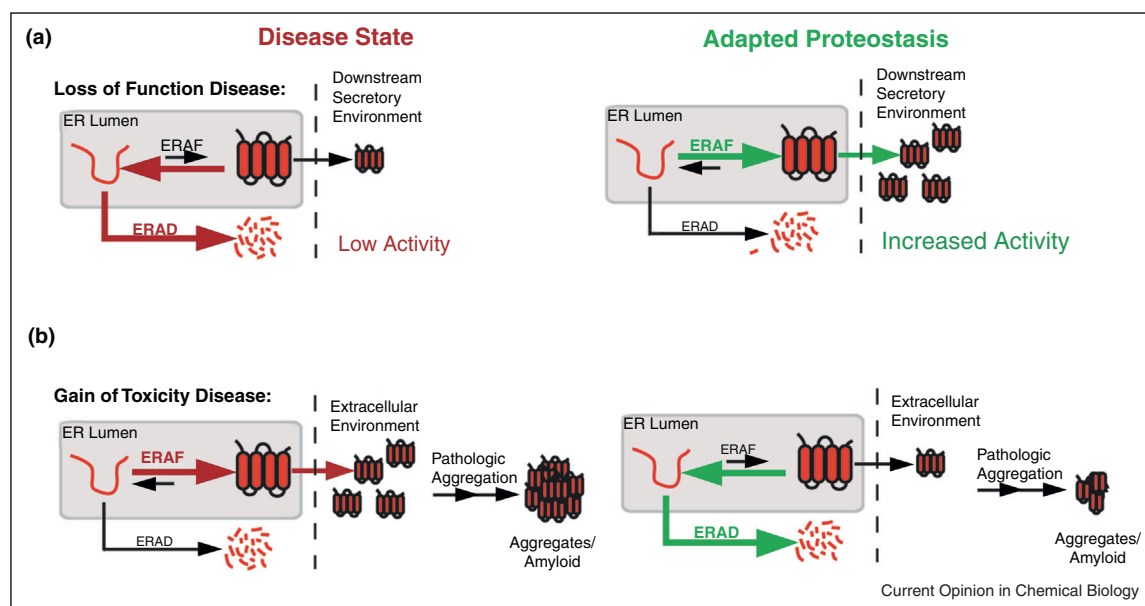 (a)
Disease State
Adapted Proteostasis
Loss of Function Disease:
Downstream
Secretory
Environment
ER Lumen
ERAF
ERAD
Low Activity
Downstream
Secretory
Environment
ER Lumen
ERAF
ERAD
Increased Activity
(b)
Gain of Toxicity Disease:
Extracellular
Environment
ER Lumen
ERAF
ERAD
Pathologic
Aggregation
Aggregates/
Amyloid
Extracellular
Environment
ER Lumen
ERAF
ERAD
Pathologic
Aggregation
Aggregates/
Amyloid
Current Opinion in Chemical Biology